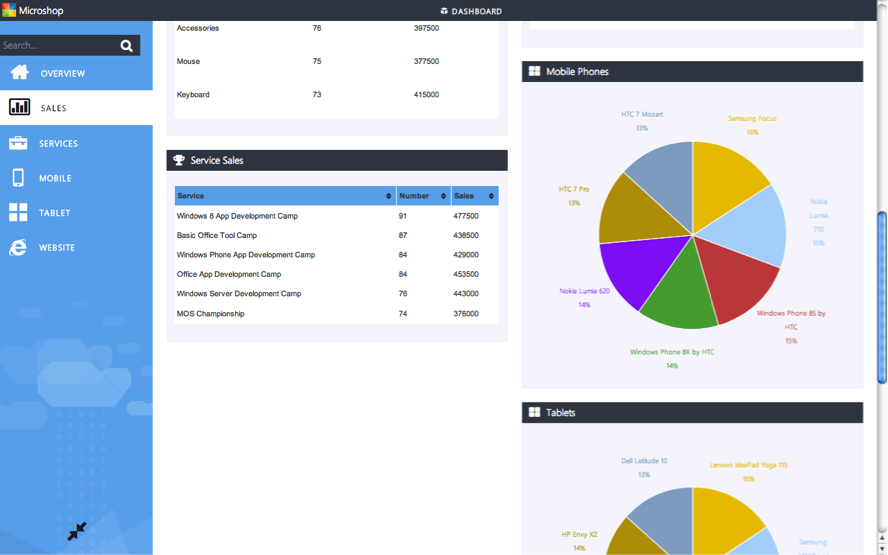 Microshop
DASHBOARD
Search...
OVERVIEW
SALES
SERVICES
MOBILE
TABLET
WEBSITE
Accessories 76 397500
Mouse 75 377500
Keyboard 73 415000
Service Sales
Service Number Sales
Windows 8 App Development Camp 91 477500
Basic Office Tool Camp 87 438500
Windows Phone App Development Camp 84 429000
Office App Development Camp 84 453500
Windows Server Development Camp 76 443000
MOS Championship 74 376000
Mobile Phones
HTC 7 Mozart
13%
Samsung Focus
16%
HTC 7 Pro
13%
Nokia
Lumia
710
15%
Nokia Lumia 620
14%
Windows Phone 8S by
HTC
15%
Windows Phone 8X by HTC
14%
Tablets
Dell Latitude 10
13%
Lenovo IdeaPad Yoga 11S
16%
HP Envy X2
14%
Samsung